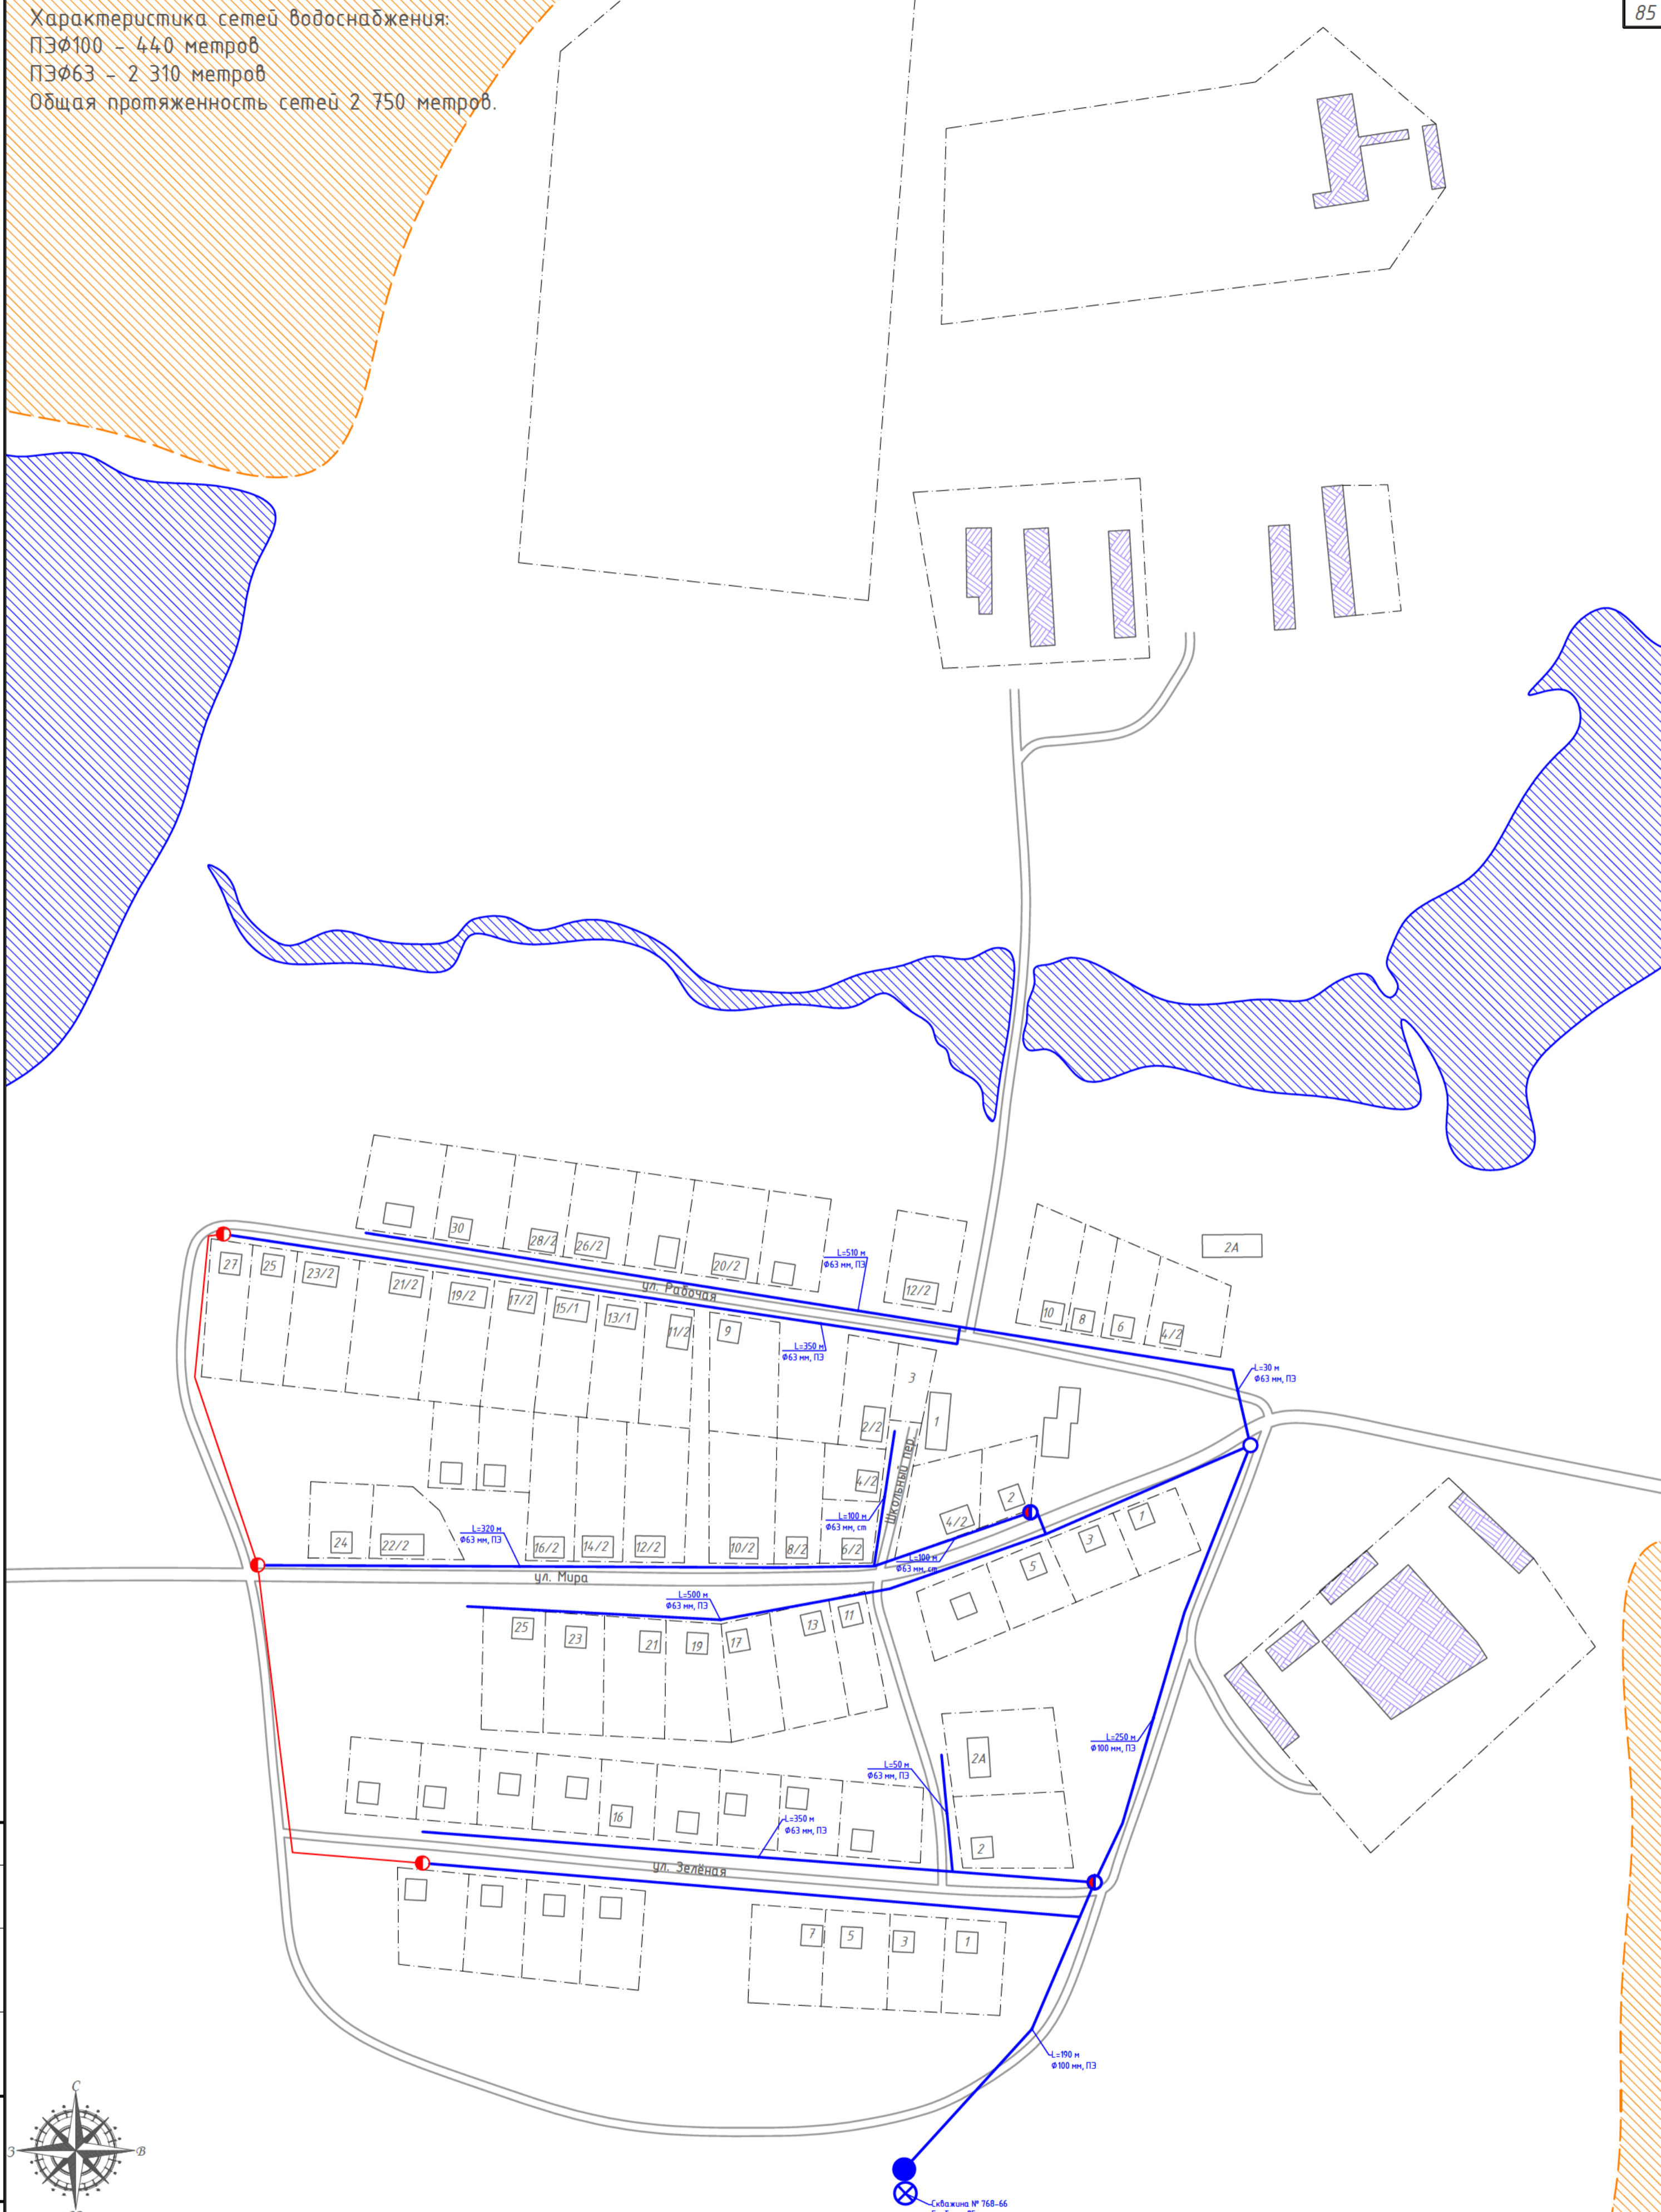 Характеристика сетей водоснабжения:
ПЭФ100 - 440 метров
ПЭФ63 - 2 310 метров
Общая протяженность сетей 2 750 метров.
85
30
28/2
26/2
20/2
12/2
2А
L=510 м
Ф63 мм, ПЭ
27
25
23/2
21/2
19/2
17/2
15/1
13/1
11/2
9
ул. Рабочая
10
8
6
4/2
L=350 м
Ф63 мм, ПЭ
L=30 м
Ф63 мм, ПЭ
3
1
2/2
4/2
Школьный пер.
L=100 м
Ф63 мм, ст
2
4/2
1
3
5
24
22/2
L=320 м
Ф63 мм, ПЭ
16/2
14/2
12/2
10/2
8/2
6/2
L=100 м
Ф63 мм, ст
ул. Мира
L=500 м
Ф63 мм, ПЭ
25
23
21
19
17
13
11
2А
L=250 м
Ф100 мм, ПЭ
L=50 м
Ф63 мм, ПЭ
16
L=350 м
Ф63 мм, ПЭ
2
ул. Зелёная
7
5
3
1
L=190 м
Ф100 мм, ПЭ
С
З
В
Скважина № 768-66